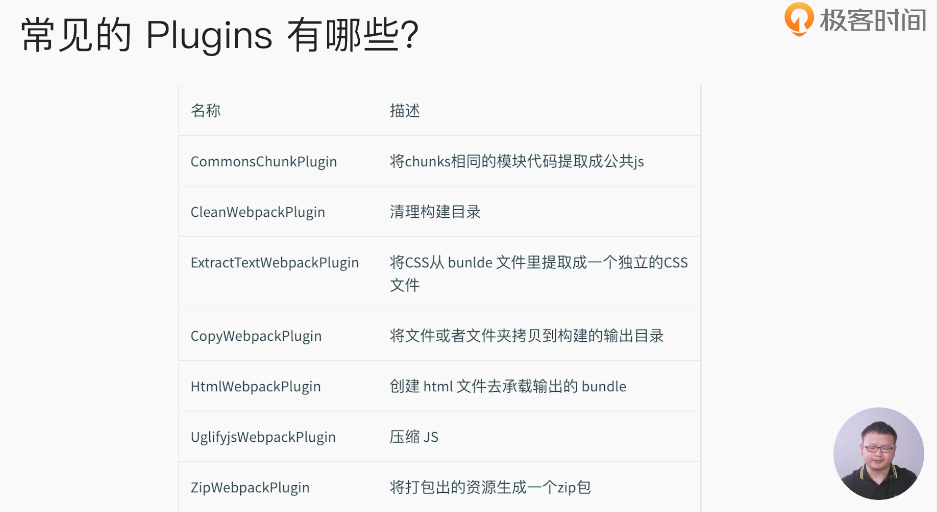 常见的 Plugins 有哪些?
极客时间
名称 描述
CommonsChunkPlugin 将chunks相同的模块代码提取成公共js
CleanWebpackPlugin 清理构建目录
ExtractTextWebpackPlugin 将CSS从 bunlde 文件里提取成一个独立的CSS
文件
CopyWebpackPlugin 将文件或者文件夹拷贝到构建的输出目录
HtmlWebpackPlugin 创建 html 文件去承载输出的 bundle
UglifyjsWebpackPlugin 压缩 JS
ZipWebpackPlugin 将打包出的资源生成一个zip包